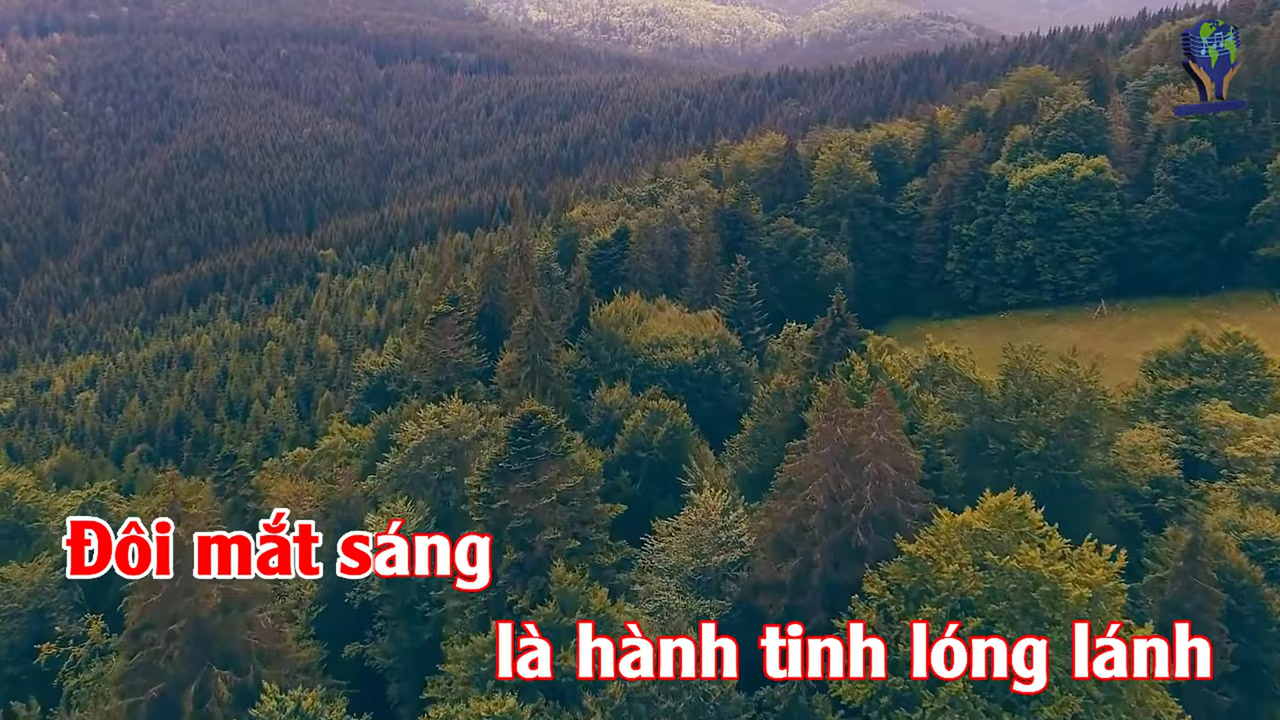 Đôi mắt sáng
là hành tinh lóng lánh